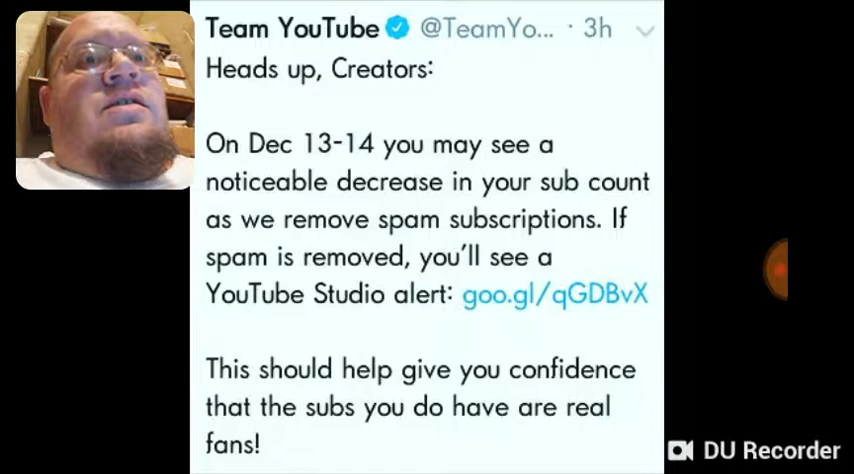 Team YouTube @TeamYo... · 3h
Heads up, Creators:
On Dec 13-14 you may see a
noticeable decrease in your sub count
as we remove spam subscriptions. If
spam is removed, you'll see a
YouTube Studio alert: goo.gl/qGDBvX
This should help give you confidence
that the subs you do have are real
fans!
DU Recorder